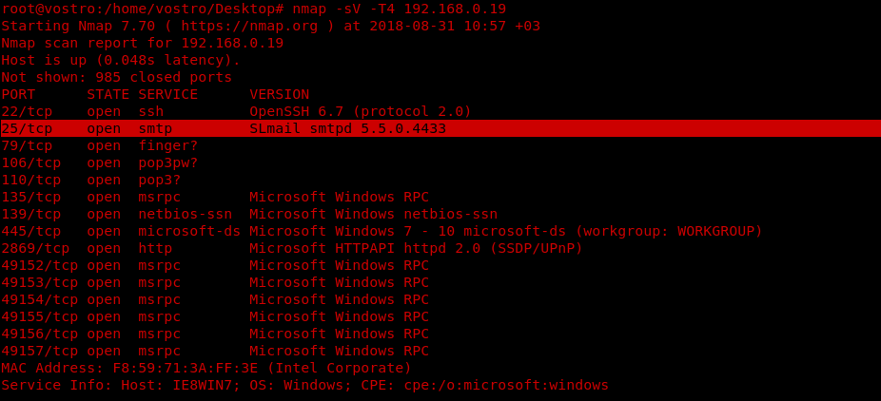 root@vostro:/home/vostro/Desktop# nmap -sV -T4 192.168.0.19
Starting Nmap 7.70 ( https://nmap.org ) at 2018-08-31 10:57 +03
Nmap scan report for 192.168.0.19
Host is up (0.048s latency).
Not shown: 985 closed ports
PORT      STATE SERVICE      VERSION
22/tcp    open  ssh          OpenSSH 6.7 (protocol 2.0)
25/tcp    open  smtp         SLmail smtpd 5.5.0.4433
79/tcp    open  finger?
106/tcp   open  pop3pw?
110/tcp   open  pop3?
135/tcp   open  msrpc        Microsoft Windows RPC
139/tcp   open  netbios-ssn  Microsoft Windows netbios-ssn
445/tcp   open  microsoft-ds Microsoft Windows 7 - 10 microsoft-ds (workgroup: WORKGROUP)
2869/tcp  open  http         Microsoft HTTPAPI httpd 2.0 (SSDP/UPnP)
49152/tcp open  msrpc        Microsoft Windows RPC
49153/tcp open  msrpc        Microsoft Windows RPC
49154/tcp open  msrpc        Microsoft Windows RPC
49155/tcp open  msrpc        Microsoft Windows RPC
49156/tcp open  msrpc        Microsoft Windows RPC
49157/tcp open  msrpc        Microsoft Windows RPC
MAC Address: F8:59:71:3A:FF:3E (Intel Corporate)
Service Info: Host: IE8WIN7; OS: Windows; CPE: cpe:/o:microsoft:windows